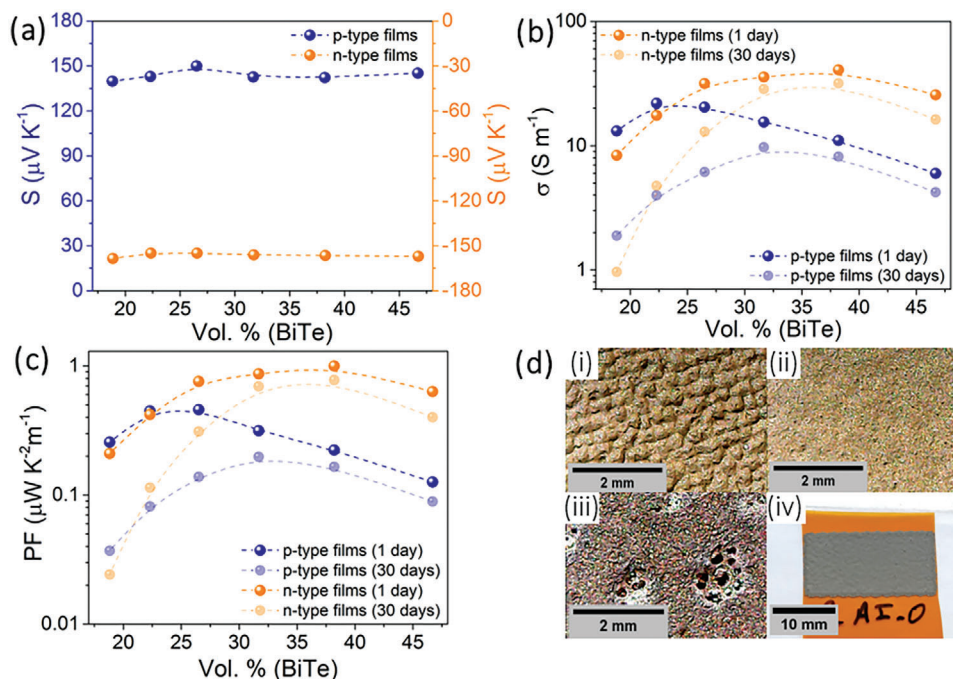 (a)
p-type films
n-type films
S (μV K⁻¹)
180
150
120
90
60
30
0
0
-30
-60
-90
-120
-150
-180
S (μV K⁻¹)
20 25 30 35 40 45
Vol. % (BiTe)
(b)
n-type films (1 day)
n-type films (30 days)
σ (S m⁻¹)
100
10
1
p-type films (1 day)
p-type films (30 days)
20 25 30 35 40 45
Vol. % (BiTe)
(c)
PF (μW K⁻²m⁻¹)
1
0.1
0.01
p-type films (1 day)
p-type films (30 days)
n-type films (1 day)
n-type films (30 days)
20 25 30 35 40 45
Vol. % (BiTe)
(d)
(i)
2 mm
(ii)
2 mm
(iii)
2 mm
(iv)
10 mm
AI-0